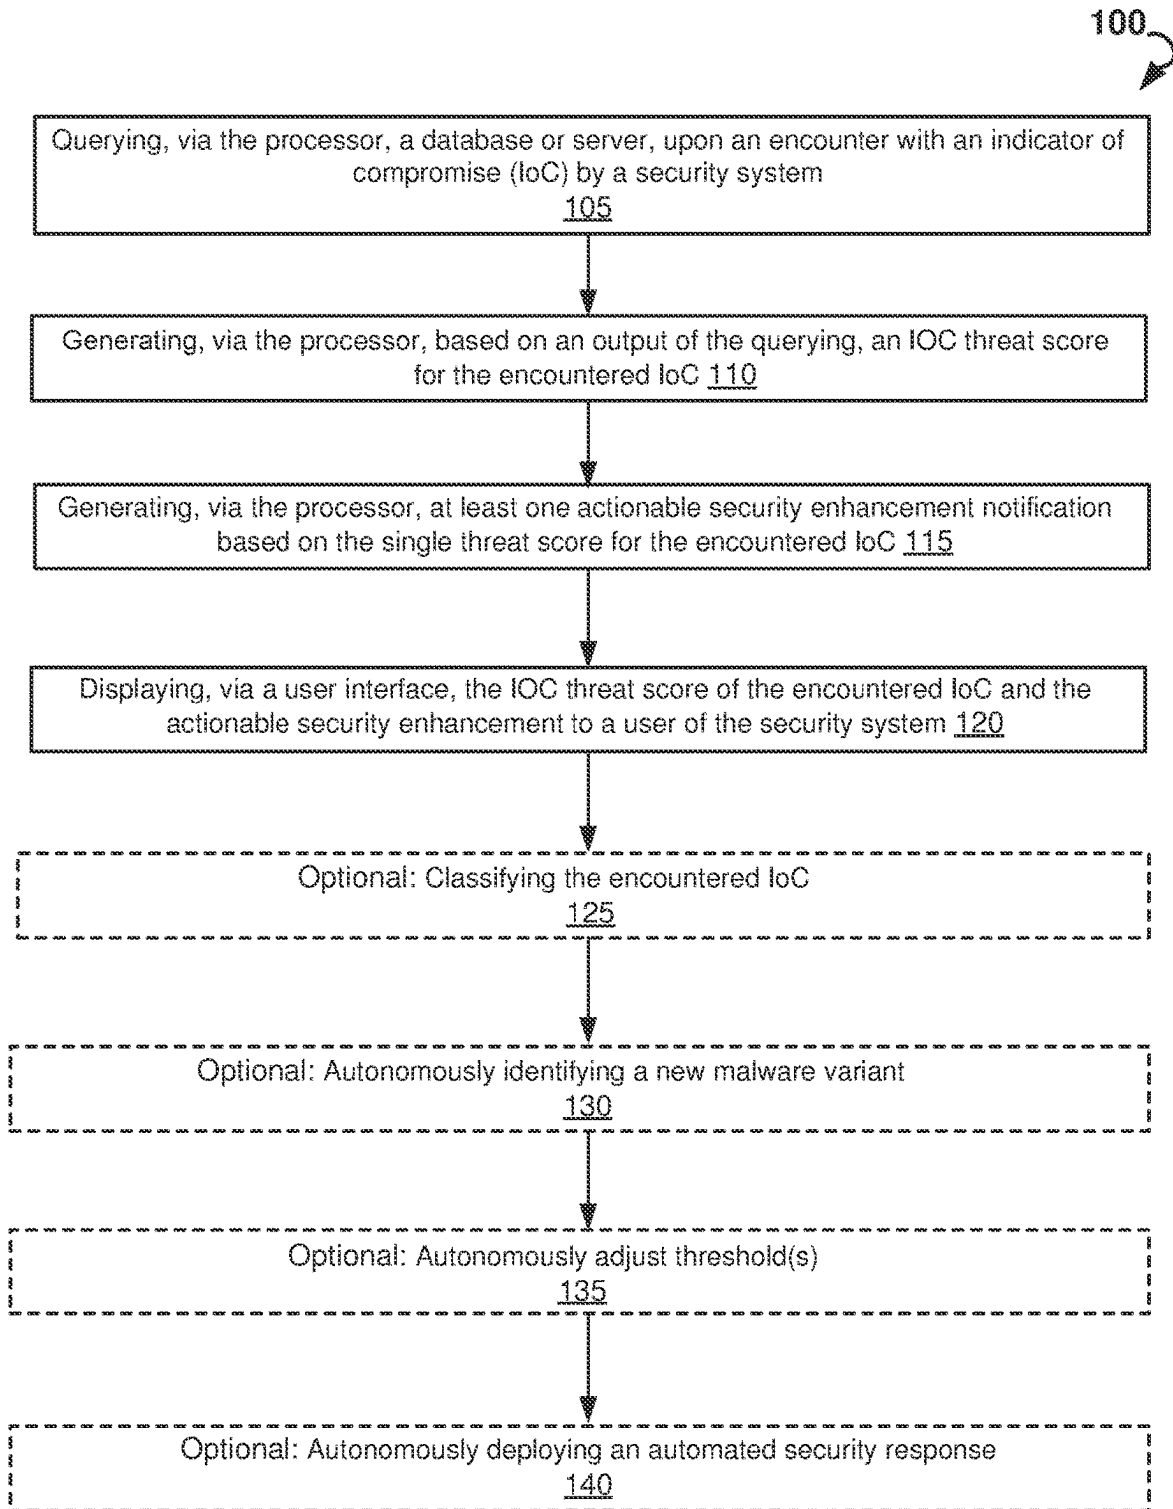 100
Querying, via the processor, a database or server, upon an encounter with an indicator of
compromise (IoC) by a security system
105
Generating, via the processor, based on an output of the querying, an IOC threat score
for the encountered IoC 110
Generating, via the processor, at least one actionable security enhancement notification
based on the single threat score for the encountered IoC 115
Displaying, via a user interface, the IOC threat score of the encountered IoC and the
actionable security enhancement to a user of the security system 120
Optional: Classifying the encountered IoC
125
Optional: Autonomously identifying a new malware variant
130
Optional: Autonomously adjust threshold(s)
135
Optional: Autonomously deploying an automated security response
140